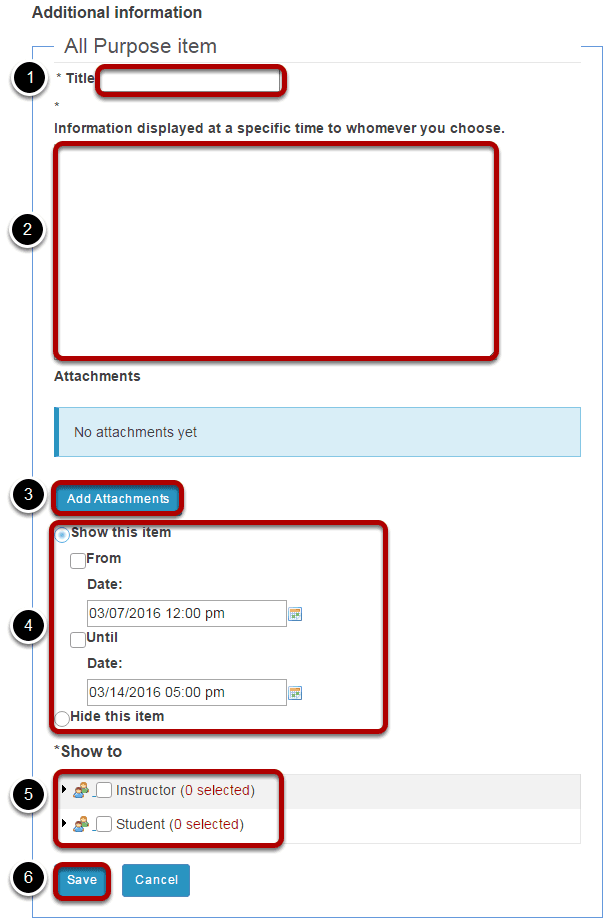 Additional information
All Purpose item
1
* Title
*
Information displayed at a specific time to whomever you choose.
2
Attachments
No attachments yet
3
Add Attachments
Show this item
From
Date:
4
03/07/2016 12:00 pm
Until
Date:
03/14/2016 05:00 pm
Hide this item
*Show to
5
Instructor (0 selected)
Student (0 selected)
6
Save
Cancel